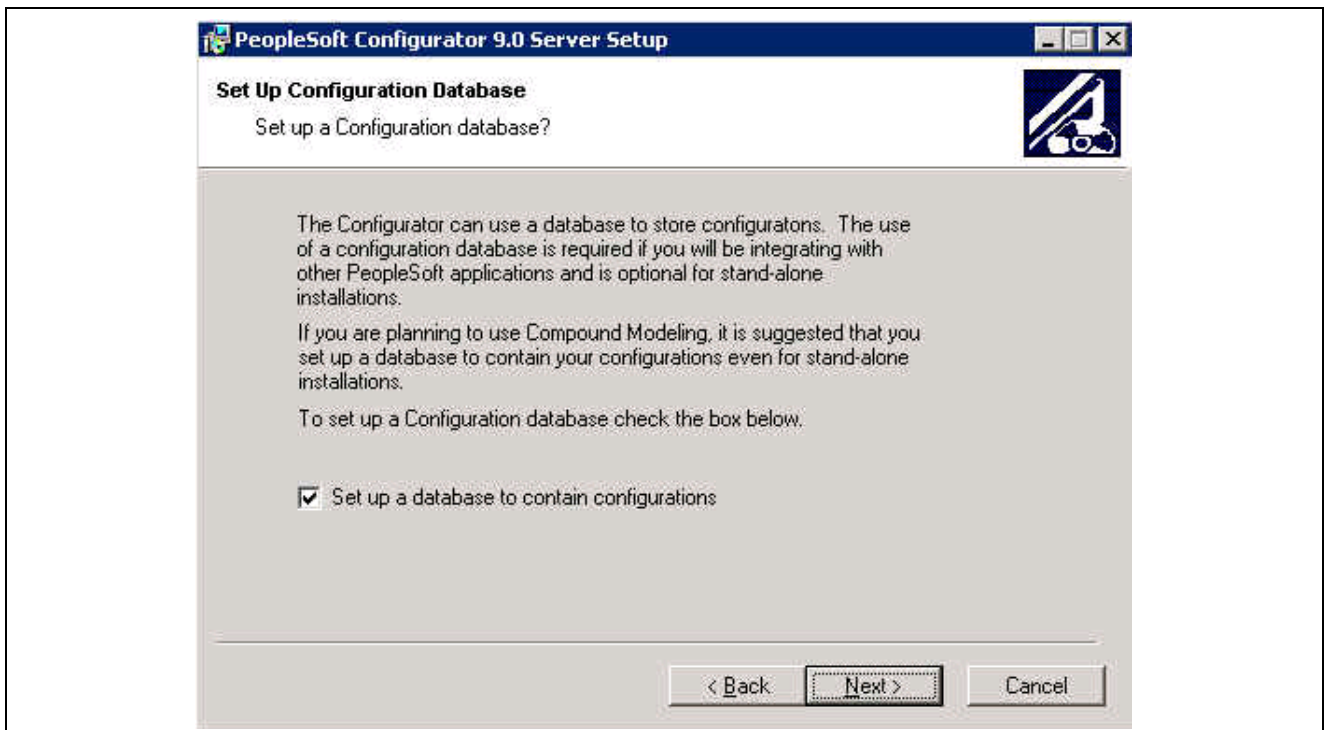 PeopleSoft Configurator 9.0 Server Setup
Set Up Configuration Database
Set up a Configuration database?
The Configurator can use a database to store configuratons. The use
of a configuration database is required if you will be integrating with
other PeopleSoft applications and is optional for stand-alone
installations.
If you are planning to use Compound Modeling, it is suggested that you
set up a database to contain your configurations even for stand-alone
installations.
To set up a Configuration database check the box below.
Set up a database to contain configurations
< Back
Next >
Cancel